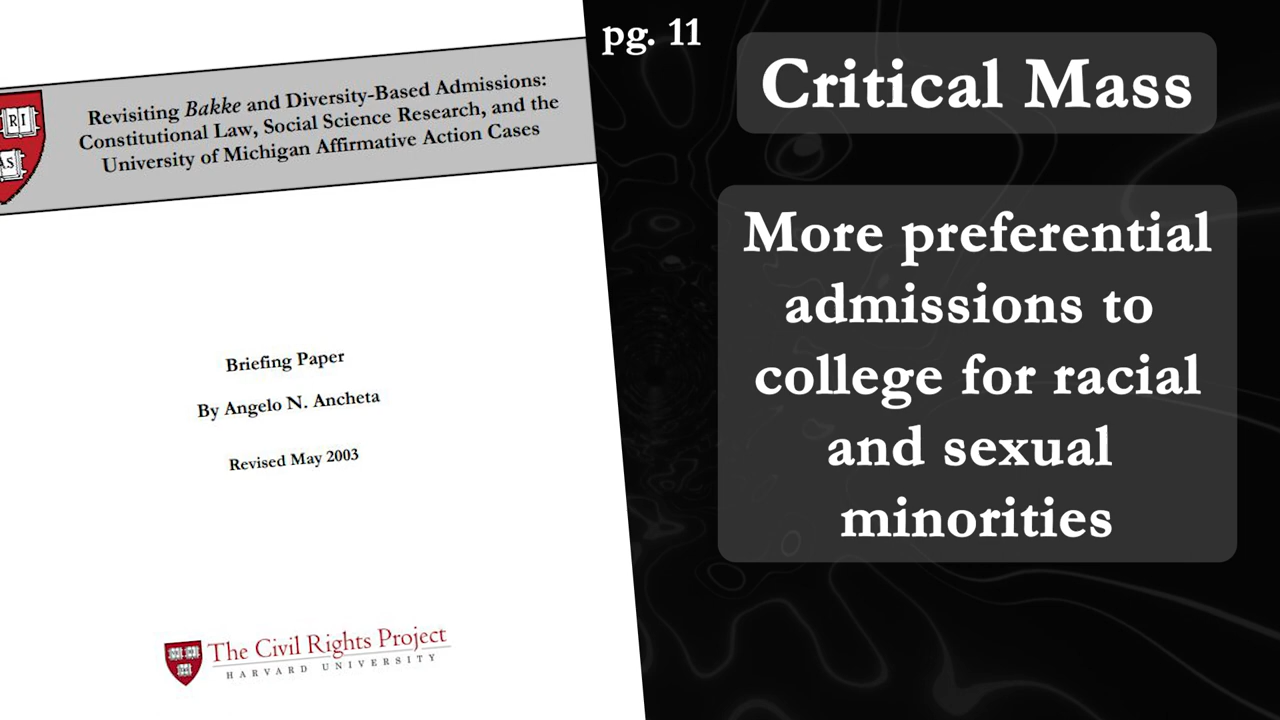 Revisiting Bakke and Diversity-Based Admissions:
Constitutional Law, Social Science Research, and the
University of Michigan Affirmative Action Cases
Briefing Paper
By Angelo N. Ancheta
Revised May 2003
The Civil Rights Project
HARVARD UNIVERSITY
pg. 11
Critical Mass
More preferential
admissions to
college for racial
and sexual
minorities